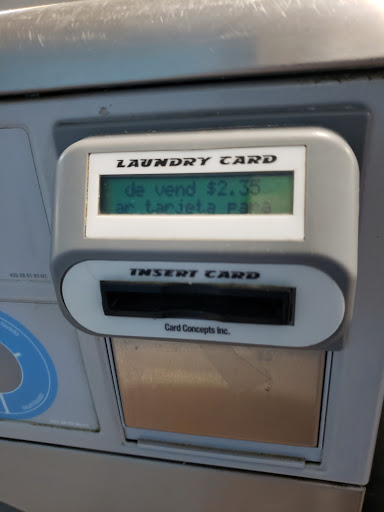 LAUNDRY CARD
de vend $2.35
ar tarjeta para
INSERT CARD
Card Concepts Inc.